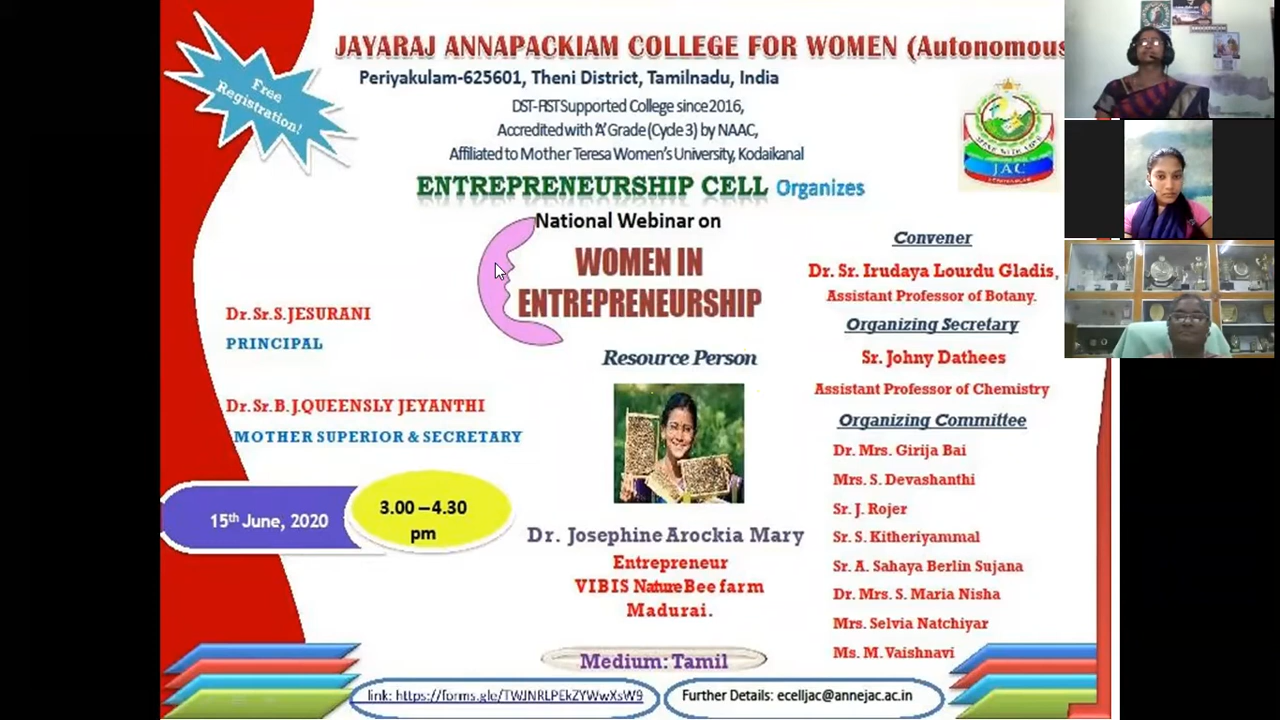 Free
Registration!
JAYARAJ ANNAPACKIAM COLLEGE FOR WOMEN (Autonomous
Periyakulam-625601, Theni District, Tamilnadu, India
DST-FIST Supported College since 2016,
Accredited with 'A' Grade (Cycle 3) by NAAC,
Affiliated to Mother Teresa Women's University, Kodaikanal
JAC
ENTREPRENEURSHIP CELL Organizes
National Webinar on
WOMEN IN
ENTREPRENEURSHIP
Dr.Sr.S.JESURANI
PRINCIPAL
Dr.Sr.B.J.QUEENSLY JEYANTHI
MOTHER SUPERIOR & SECRETARY
15th June, 2020
3.00 – 4.30
pm
Resource Person
Dr. Josephine Arockia Mary
Entrepreneur
VIBIS Nature Bee farm
Madurai.
Medium: Tamil
Convener
Dr. Sr. Irudaya Lourdu Gladis,
Assistant Professor of Botany.
Organizing Secretary
Sr. Johny Dathees
Assistant Professor of Chemistry
Organizing Committee
Dr. Mrs. Girija Bai
Mrs. S. Devashanthi
Sr. J. Rojer
Sr. S. Kitheriyammal
Sr. A. Sahaya Berlin Sujana
Dr. Mrs. S. Maria Nisha
Mrs. Selvia Natchiyar
Ms. M. Vaishnavi
link: https://forms.gle/TWJNRLPEkZYWwXsW9
Further Details: ecelljac@annejac.ac.in